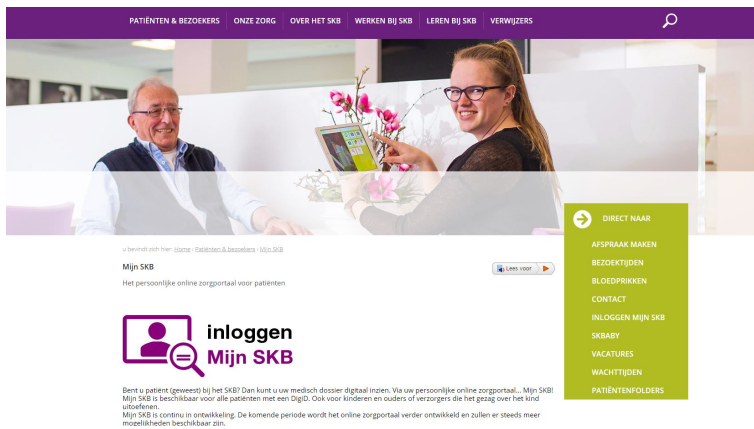 PATIËNTEN & BEZOEKERS ONZE ZORG OVER HET SKB WERKEN BIJ SKB LEREN BIJ SKB VERWIJZERS
DIRECT NAAR
AFSPRAAK MAKEN
BEZOEKTIJDEN
BLOEDPRIKKEN
CONTACT
INLOGGEN MIJN SKB
SKBABY
VACATURES
WACHTTIJDEN
PATIËNTENFOLDERS
u bevindt zich hier: Home › Patiënten & bezoekers › Mijn SKB
Mijn SKB
Lees voor
Het persoonlijke online zorgportaal voor patiënten
inloggen
Mijn SKB
Bent u patiënt (geweest) bij het SKB? Dan kunt u uw medisch dossier digitaal inzien. Via uw persoonlijke online zorgportaal... Mijn SKB!
Mijn SKB is beschikbaar voor alle patiënten met een DigiD. Ook voor kinderen en ouders of verzorgers die het gezag over het kind
uitoefenen.
Mijn SKB is continu in ontwikkeling. De komende periode wordt het online zorgportaal verder ontwikkeld en zullen er steeds meer
mogelijkheden beschikbaar zijn.